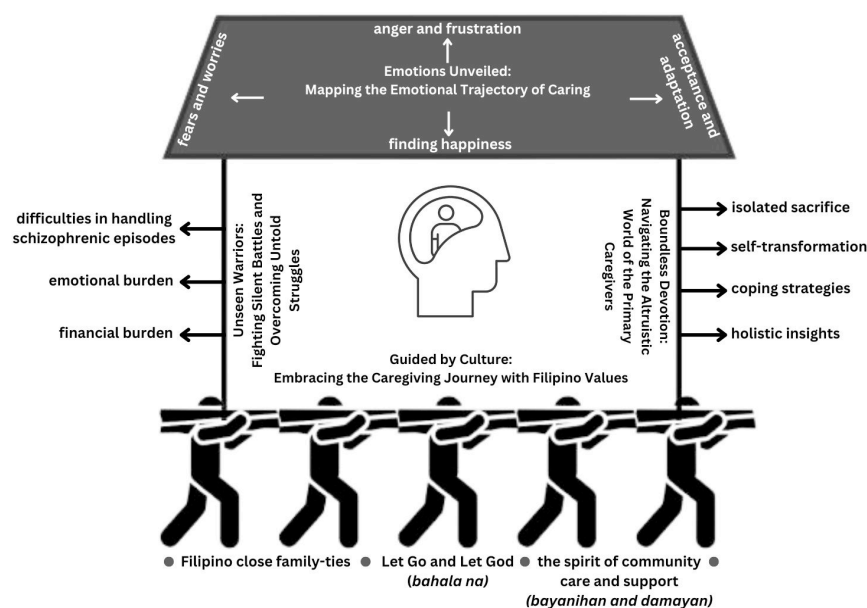 anger and frustration
fears and worries
Emotions Unveiled:
Mapping the Emotional Trajectory of Caring
acceptance and
adaptation
finding happiness
difficulties in handling
schizophrenic episodes
emotional burden
financial burden
Unseen Warriors:
Fighting Silent Battles and
Overcoming Untold
Struggles
Boundless Devotion:
Navigating the Altruistic
World of the Primary
Caregivers
isolated sacrifice
self-transformation
coping strategies
holistic insights
Guided by Culture:
Embracing the Caregiving Journey with Filipino Values
Filipino close family-ties
Let Go and Let God
(bahala na)
the spirit of community
care and support
(bayanihan and damayan)